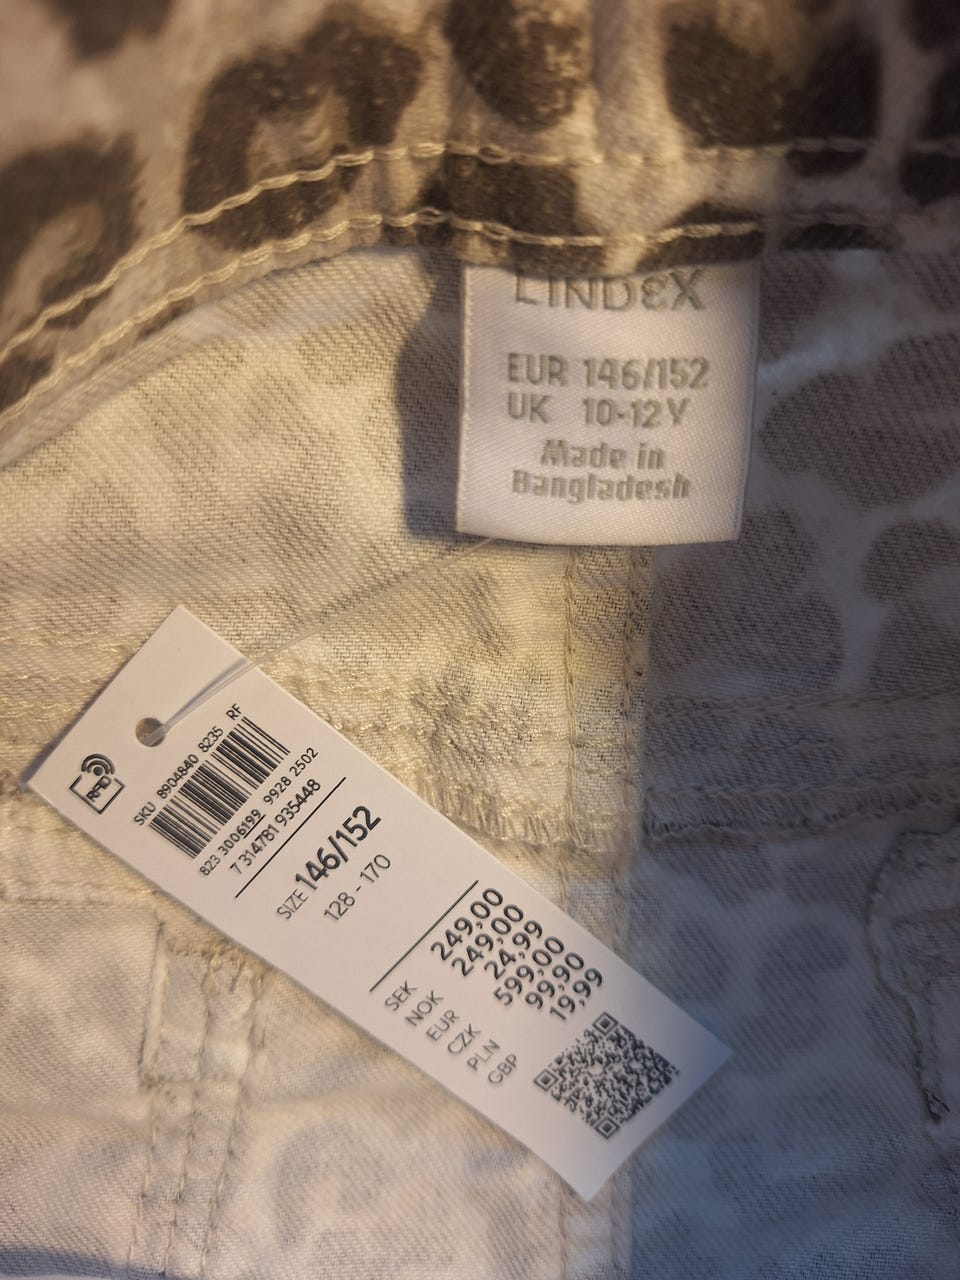 LINDEX
EUR 146/152
UK 10-12Y
Made in
Bangladesh
RFID
SKU 8904840 8235 RF
823 3006199 9928 2502
7 314781 935448
SIZE 146/152
128 - 170
SEK 249,00
NOK 249,00
EUR 24,99
CZK 599,00
PLN 99,90
GBP 19,99